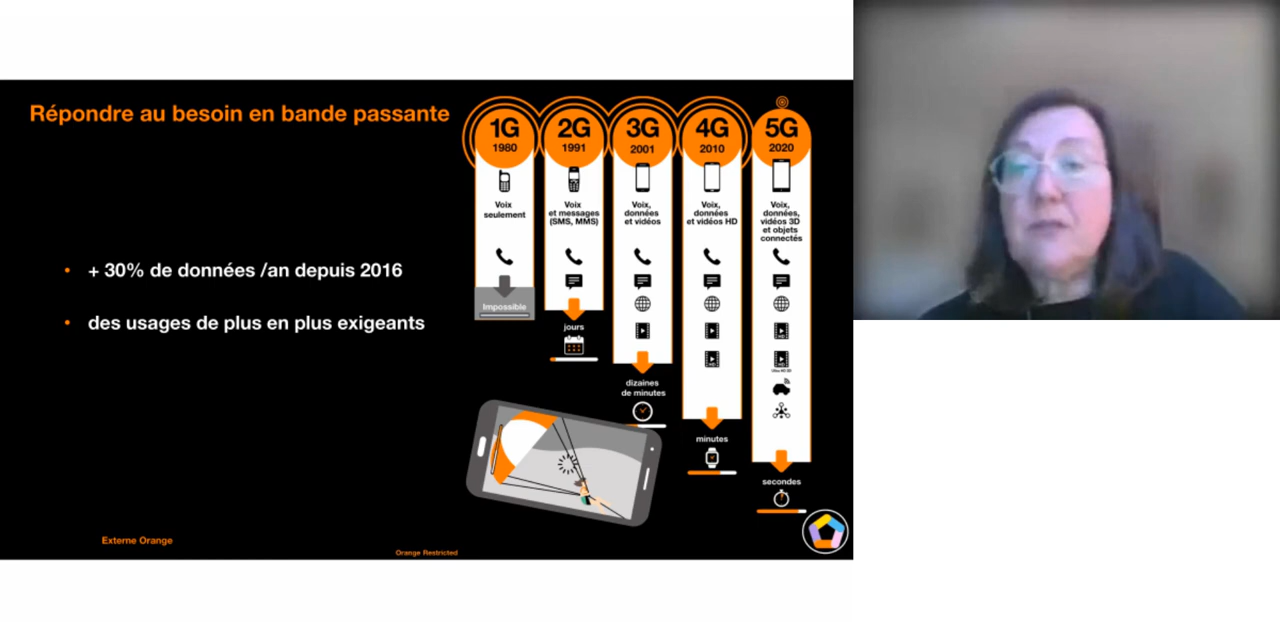 Répondre au besoin en bande passante
+ 30% de données /an depuis 2016
des usages de plus en plus exigeants
1G
1980
Voix
seulement
Impossible
2G
1991
Voix
et messages
(SMS, MMS)
jours
3G
2001
Voix,
données
et vidéos
dizaines
de minutes
4G
2010
Voix,
données
et vidéos HD
HD
minutes
5G
2020
Voix,
données,
vidéos 3D
et objets
connectés
secondes
Externe Orange
Orange Restricted